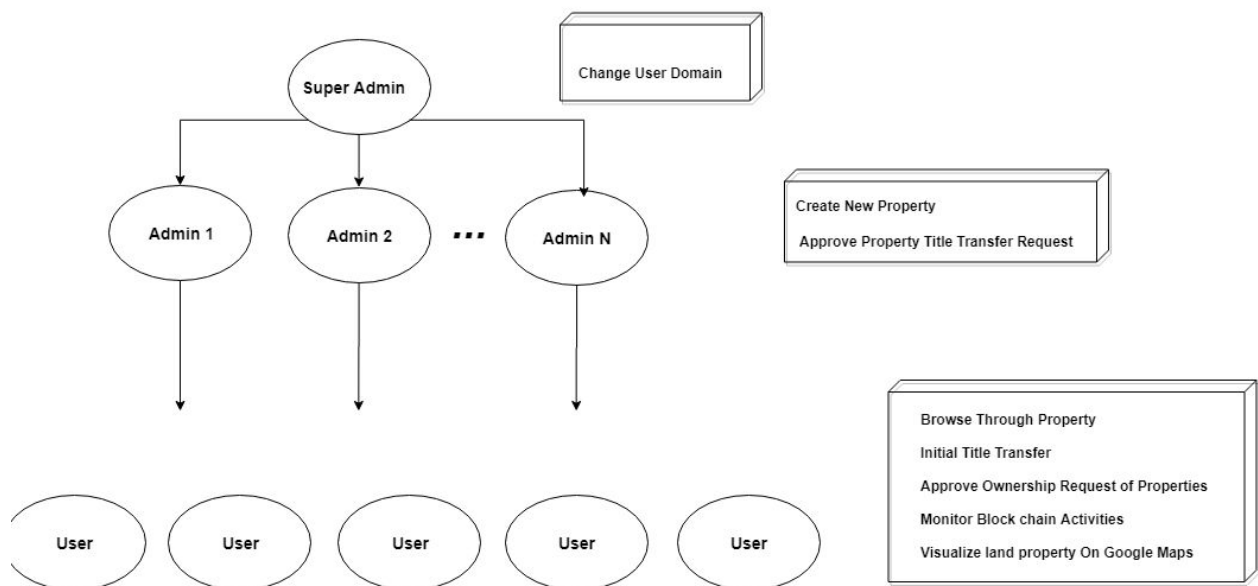 Super Admin
Change User Domain
Admin 1
Admin 2
...
Admin N
Create New Property
Approve Property Title Transfer Request
Browse Through Property
Initial Title Transfer
Approve Ownership Request of Properties
Monitor Block chain Activities
Visualize land property On Google Maps
User
User
User
User
User